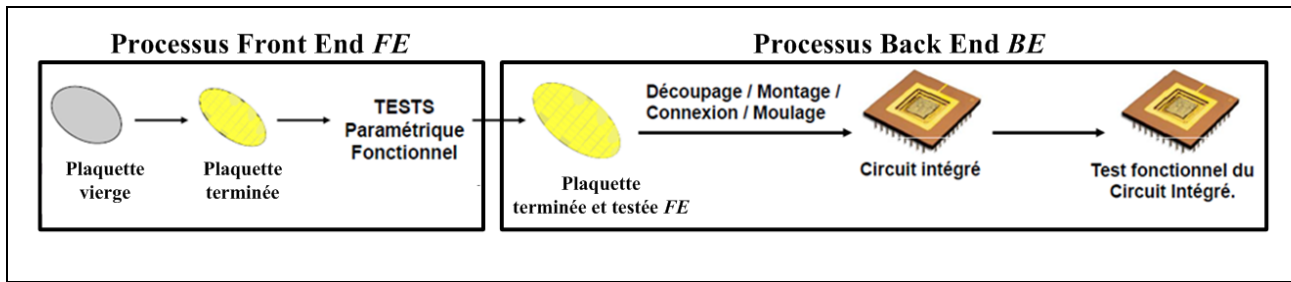 Processus Front End FE
Processus Back End BE
Plaquette
vierge
Plaquette
terminée
TESTS
Paramétrique
Fonctionnel
Plaquette
terminée et testée FE
Découpage / Montage /
Connexion / Moulage
Circuit intégré
Test fonctionnel du
Circuit Intégré.